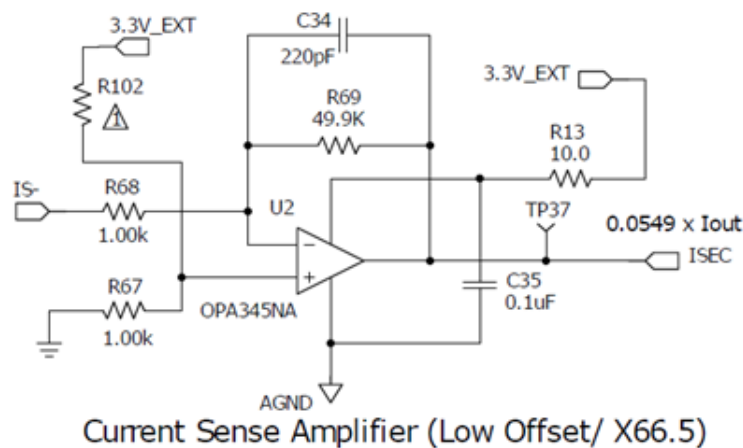 C34
220pF
3.3V_EXT
R102
1
R69
49.9K
3.3V_EXT
R13
10.0
IS-
R68
1.00k
U2
−
+
TP37
0.0549 x Iout
ISEC
R67
1.00k
OPA345NA
C35
0.1uF
AGND
Current Sense Amplifier (Low Offset/ X66.5)